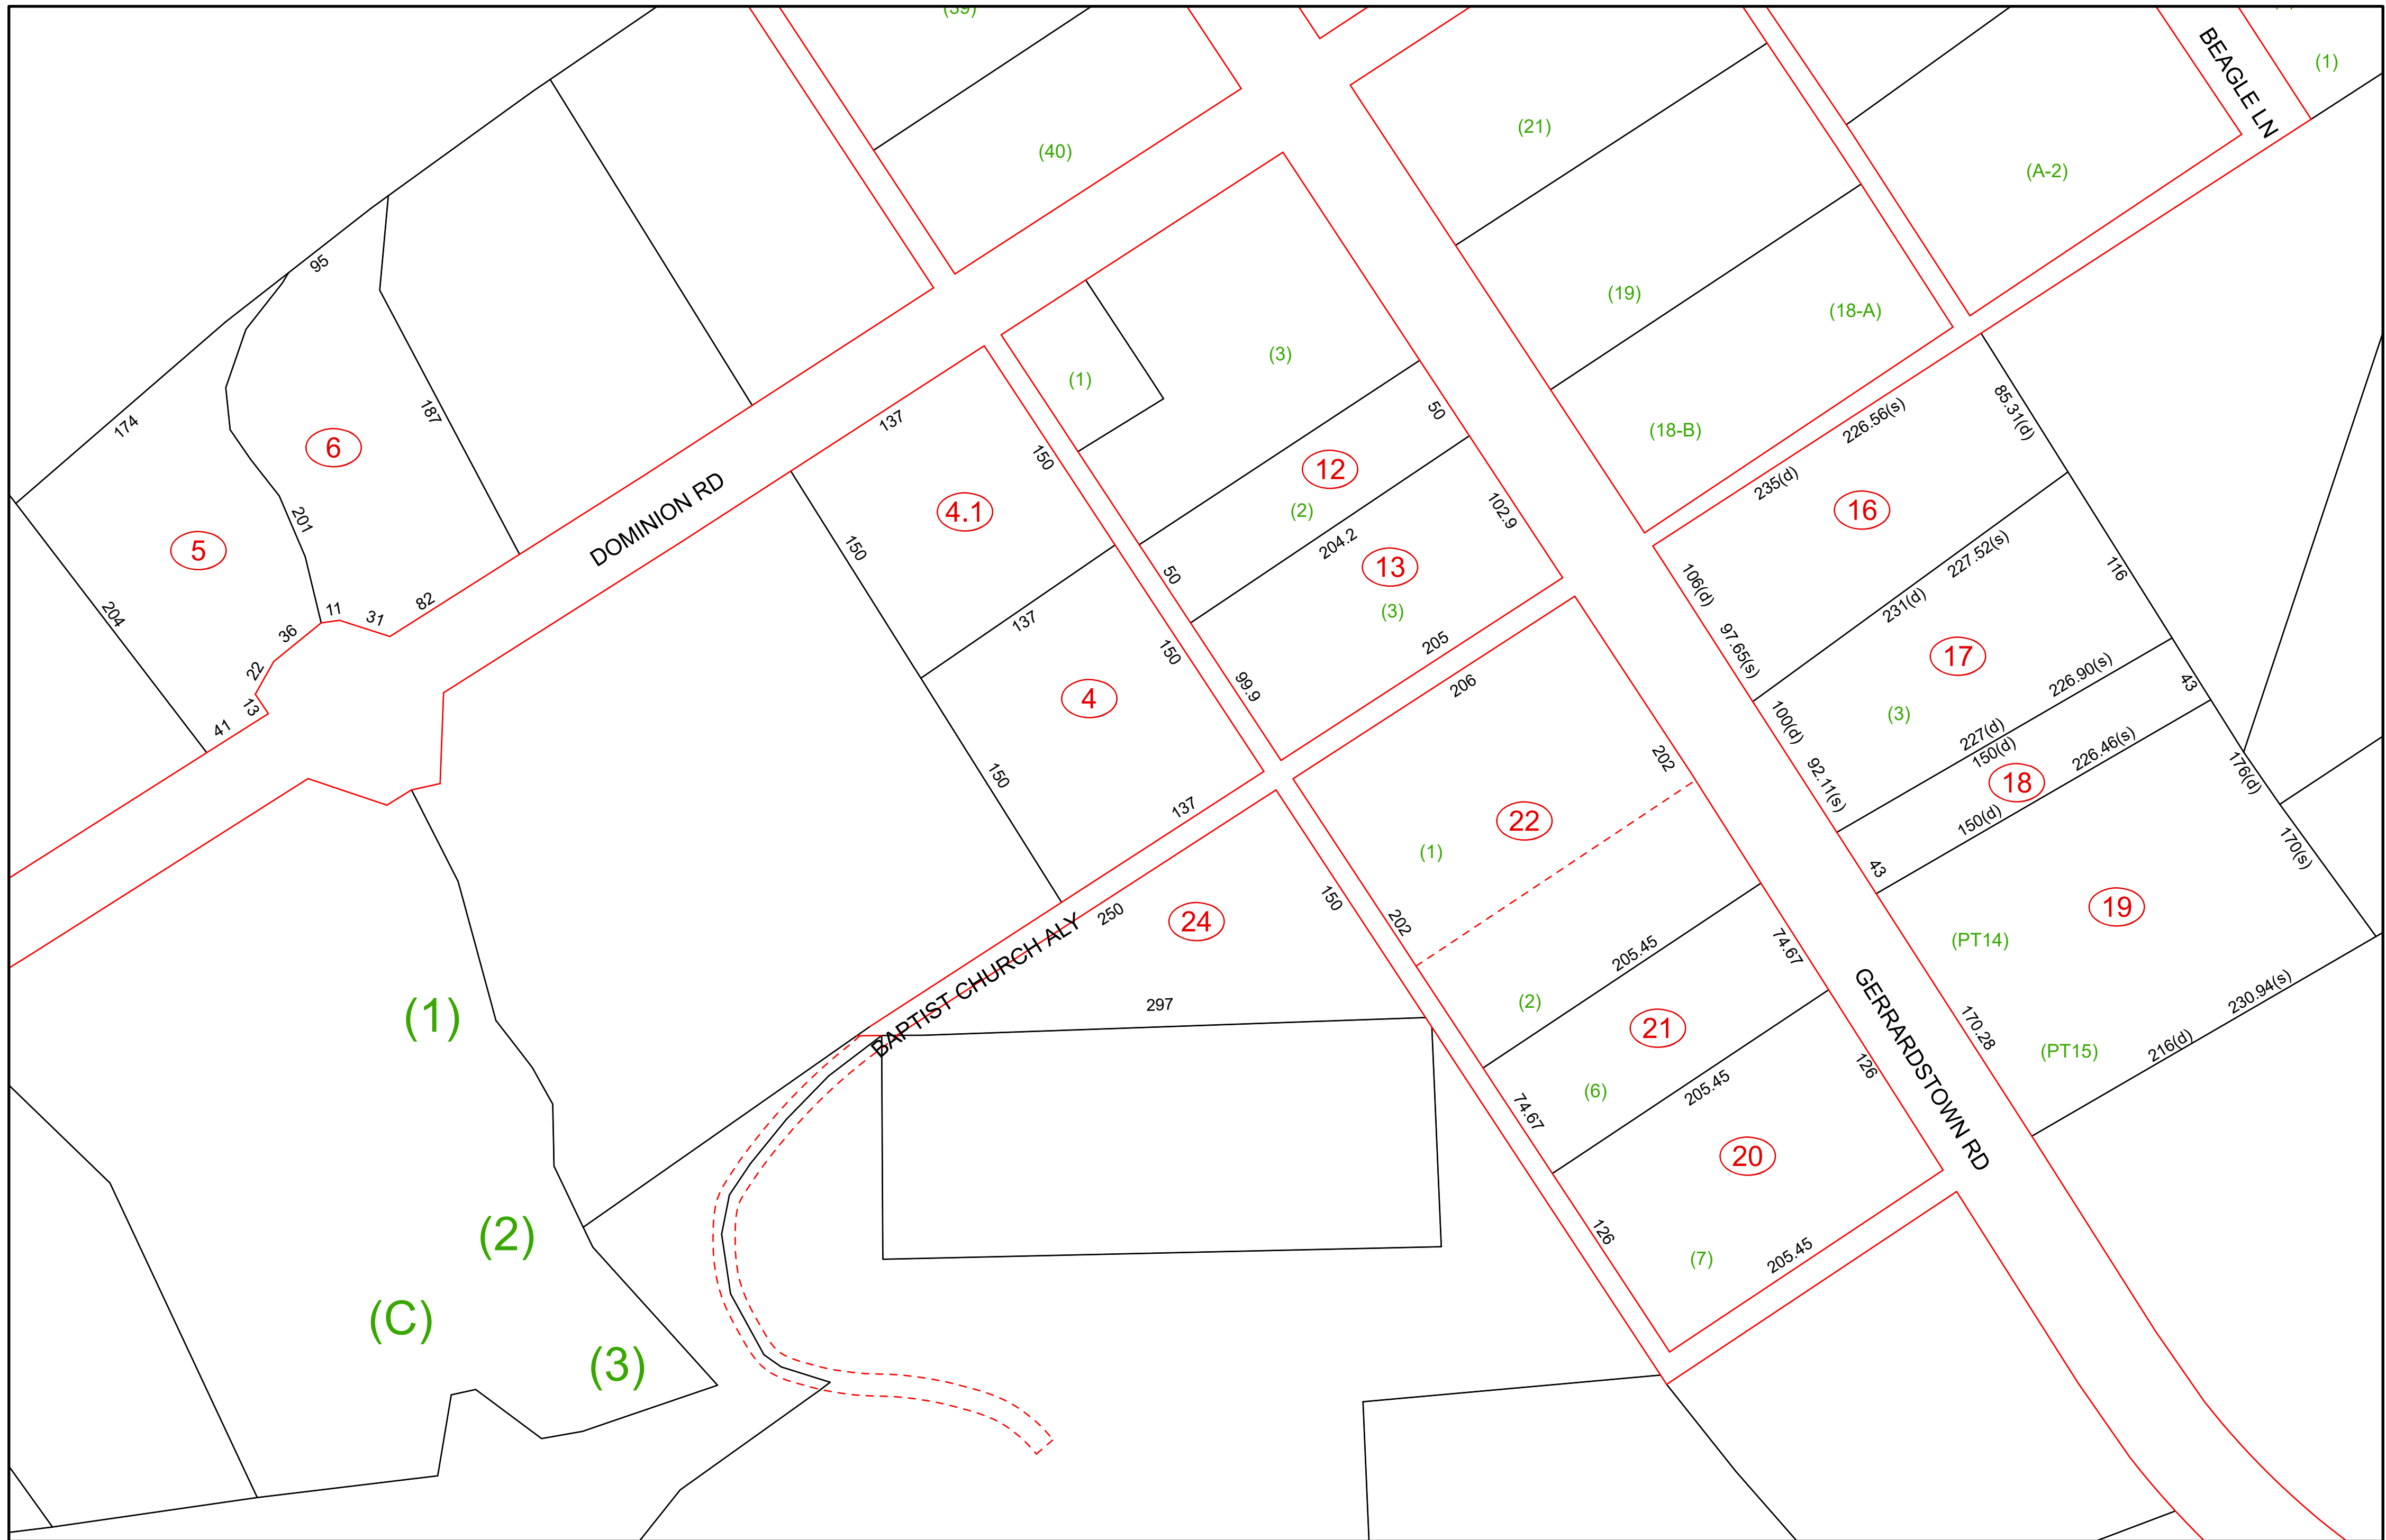 (39)
BEAGLE LN
(1)
(21)
(40)
(A-2)
95
(19)
(18-A)
(1)
(3)
174
187
6
137
150
50
226.56(s)
85.31(d)
(18-B)
12
235(d)
16
DOMINION RD
4.1
(2)
102.9
201
5
150
204.2
227.52(s)
13
116
50
106(d)
231(d)
(3)
204
11
31
82
36
22
13
41
137
150
205
97.65(s)
17
4
99.9
206
226.90(s)
43
(3)
100(d)
227(d)
150(d)
226.46(s)
150
202
92.11(s)
18
176(d)
137
22
150(d)
(1)
170(s)
43
250
24
150
202
19
(PT14)
BAPTIST CHURCH ALY
205.45
74.67
297
(2)
230.94(s)
(1)
21
170.28
GERRARDSTOWN RD
216(d)
(PT15)
(6)
205.45
126
74.67
20
(2)
126
(7)
205.45
(C)
(3)